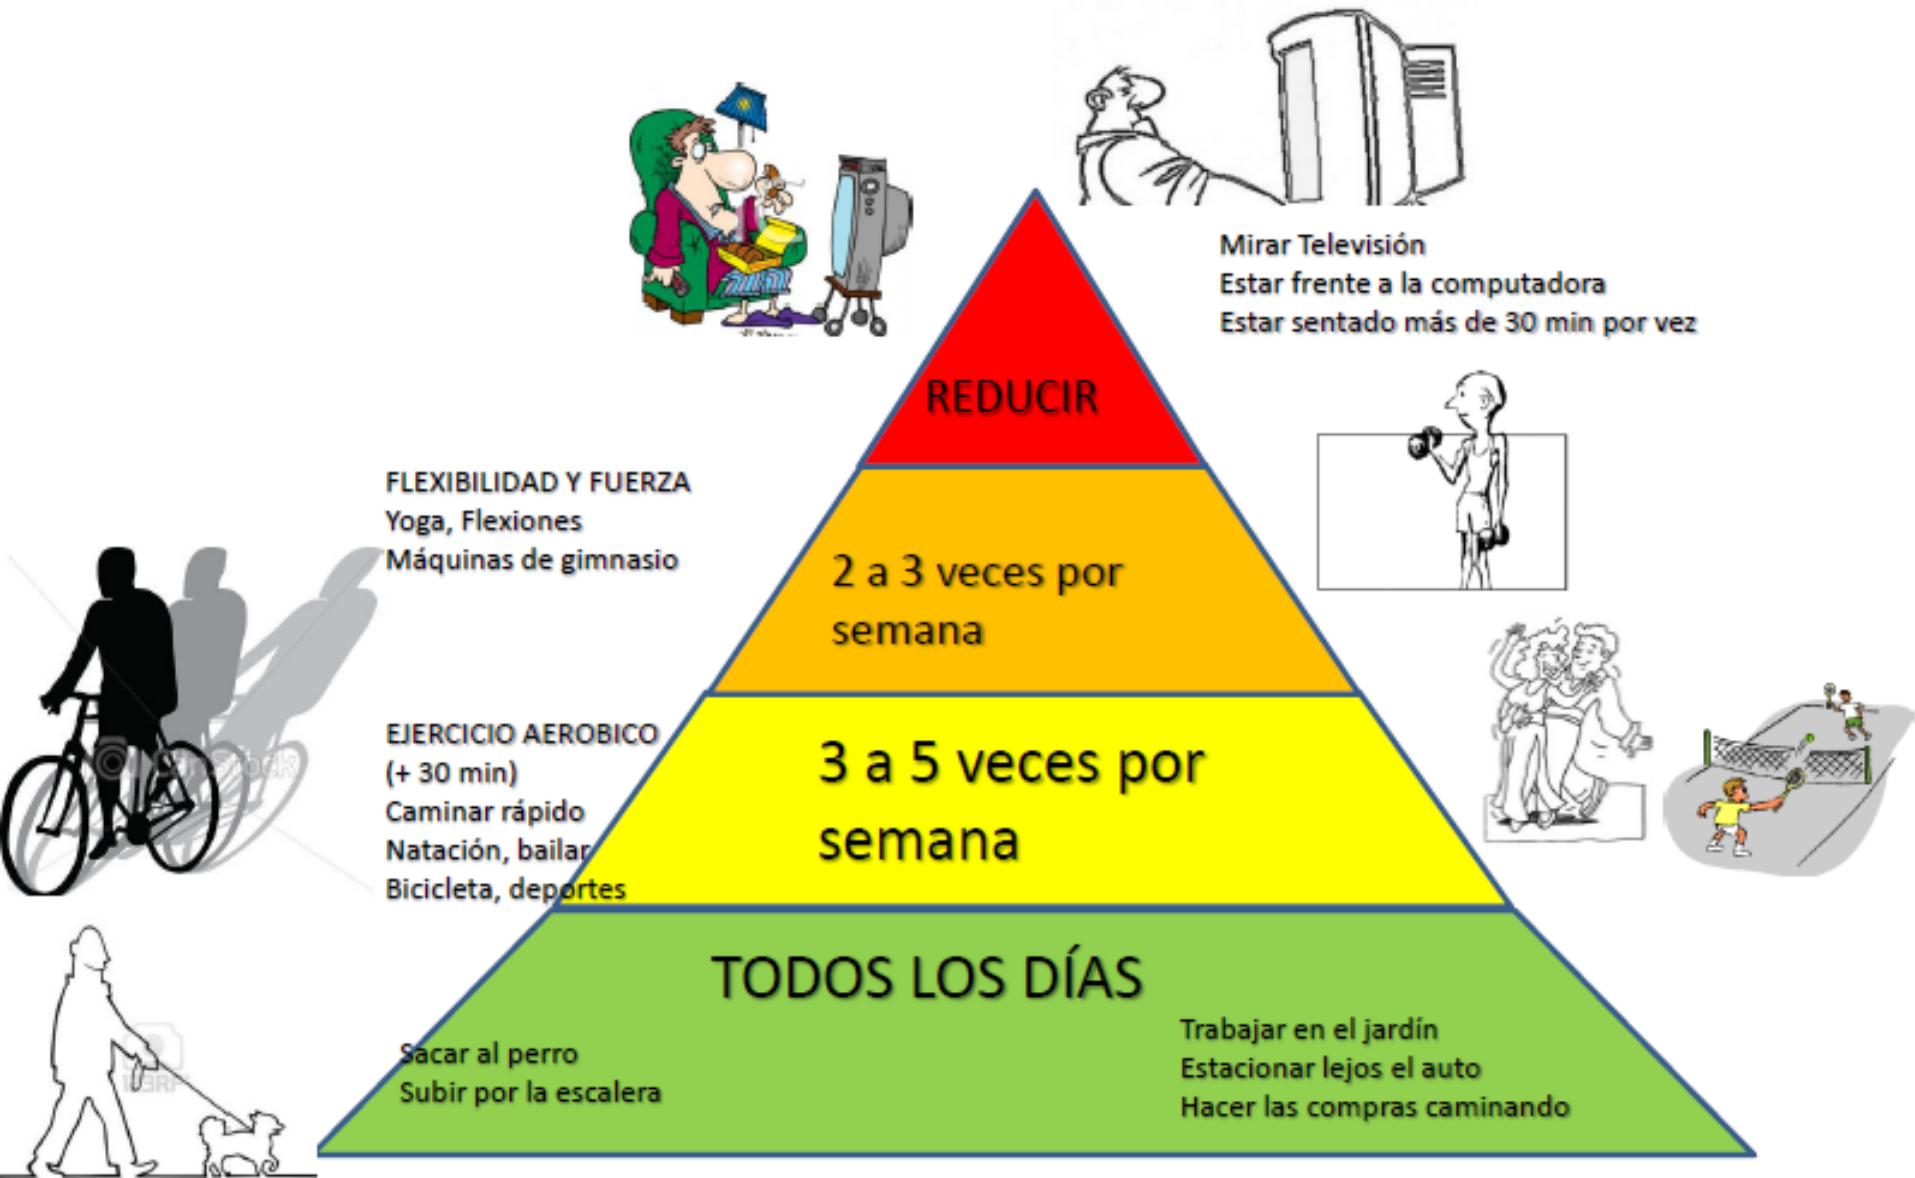 Mirar Televisión
Estar frente a la computadora
Estar sentado más de 30 min por vez
REDUCIR
FLEXIBILIDAD Y FUERZA
Yoga, Flexiones
Máquinas de gimnasio
2 a 3 veces por
semana
EJERCICIO AEROBICO
(+ 30 min)
Caminar rápido
Natación, bailar
Bicicleta, deportes
3 a 5 veces por
semana
TODOS LOS DÍAS
Sacar al perro
Subir por la escalera
Trabajar en el jardín
Estacionar lejos el auto
Hacer las compras caminando